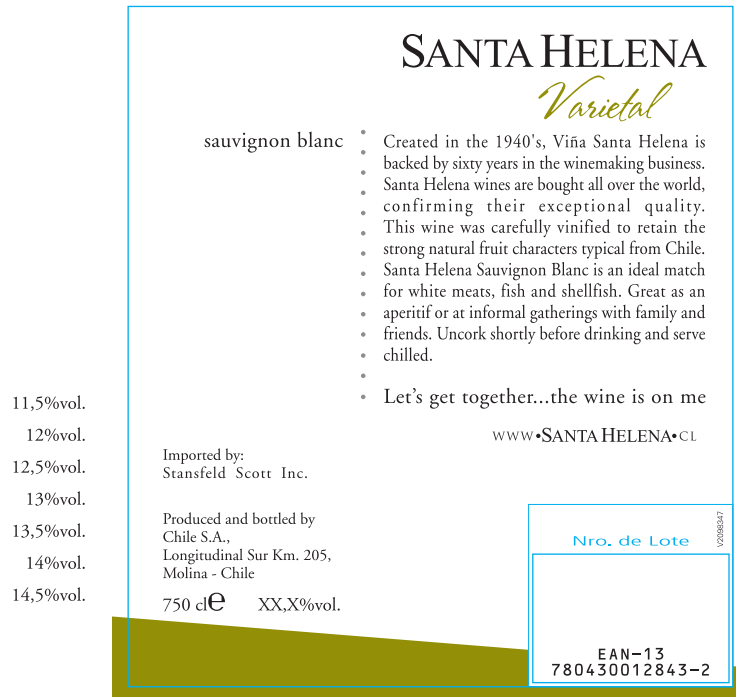 SANTA HELENA
Varietal
sauvignon blanc
Created in the 1940's, Viña Santa Helena is
backed by sixty years in the winemaking business.
Santa Helena wines are bought all over the world,
confirming their exceptional quality.
This wine was carefully vinified to retain the
strong natural fruit characters typical from Chile.
Santa Helena Sauvignon Blanc is an ideal match
for white meats, fish and shellfish. Great as an
aperitif or at informal gatherings with family and
friends. Uncork shortly before drinking and serve
chilled.
Let's get together...the wine is on me
WWW•SANTA HELENA•CL
11,5%vol.
12%vol.
12,5%vol.
13%vol.
13,5%vol.
14%vol.
14,5%vol.
Imported by:
Stansfeld Scott Inc.
Produced and bottled by
Chile S.A.,
Longitudinal Sur Km. 205,
Molina - Chile
750 cl℮ XX,X%vol.
Nro. de Lote
V2098347
EAN-13
780430012843-2